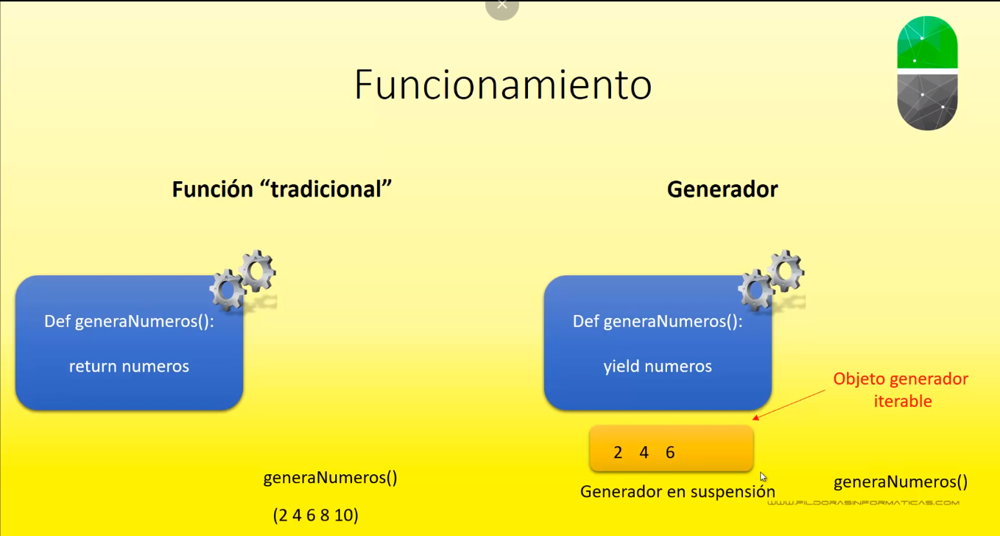 Funcionamiento
Función “tradicional”
Generador
Def generaNumeros():
return numeros
Def generaNumeros():
yield numeros
Objeto generador
iterable
2 4 6
generaNumeros()
(2 4 6 8 10)
Generador en suspensión
generaNumeros()
WWW.PILDORASINFORMATICAS.COM